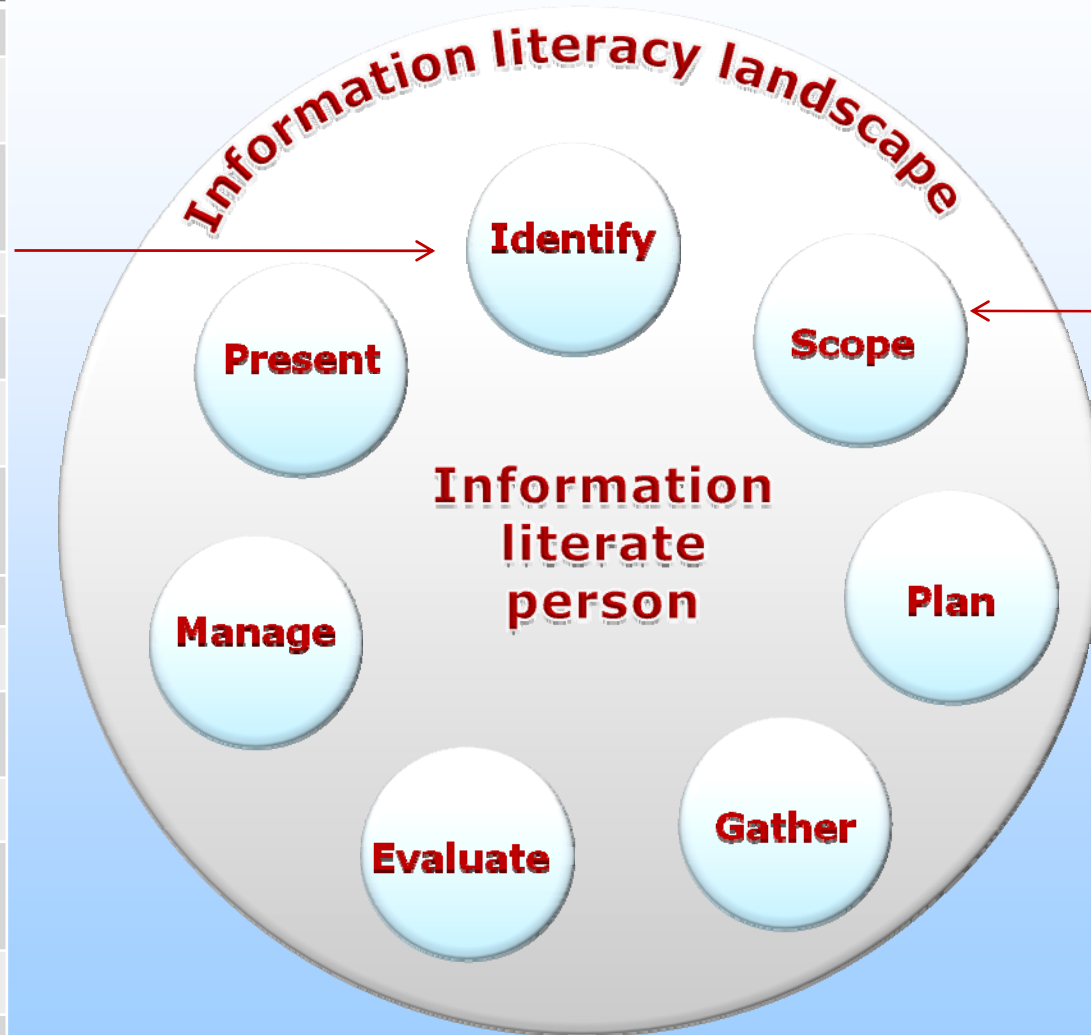 Information literacy landscape
Identify
Scope
Present
Information
literate
person
Plan
Manage
Gather
Evaluate